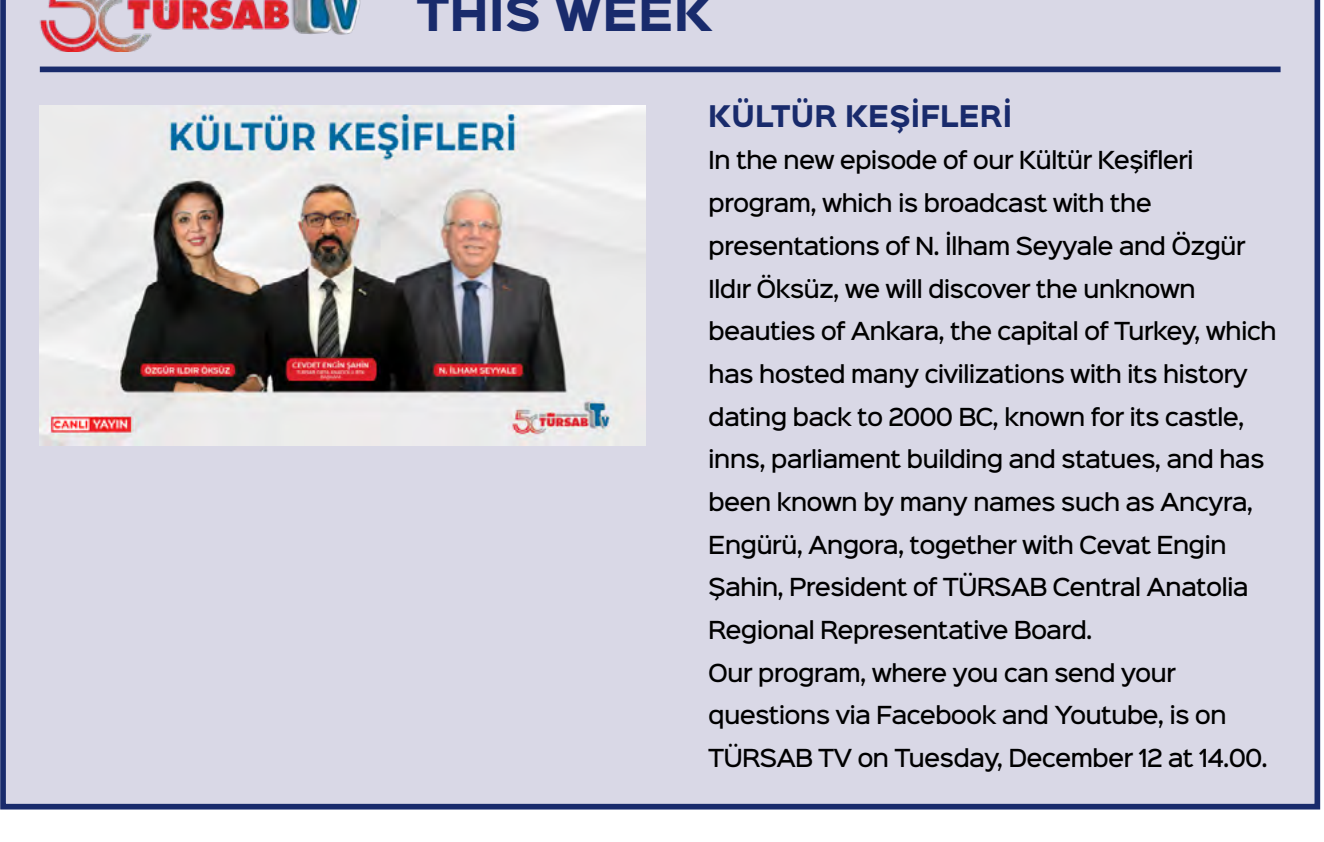 50 TÜRSAB TV THIS WEEK
KÜLTÜR KEŞİFLERİ
ÖZGÜR ILDIR ÖKSÜZ
CEVDET ENGİN ŞAHİN
N. İLHAM SEYYALE
CANLI YAYIN
50 TÜRSAB TV
KÜLTÜR KEŞİFLERİ
In the new episode of our Kültür Keşifleri
program, which is broadcast with the
presentations of N. İlham Seyyale and Özgür
Ildır Öksüz, we will discover the unknown
beauties of Ankara, the capital of Turkey, which
has hosted many civilizations with its history
dating back to 2000 BC, known for its castle,
inns, parliament building and statues, and has
been known by many names such as Ancyra,
Engürü, Angora, together with Cevat Engin
Şahin, President of TÜRSAB Central Anatolia
Regional Representative Board.
Our program, where you can send your
questions via Facebook and Youtube, is on
TÜRSAB TV on Tuesday, December 12 at 14.00.